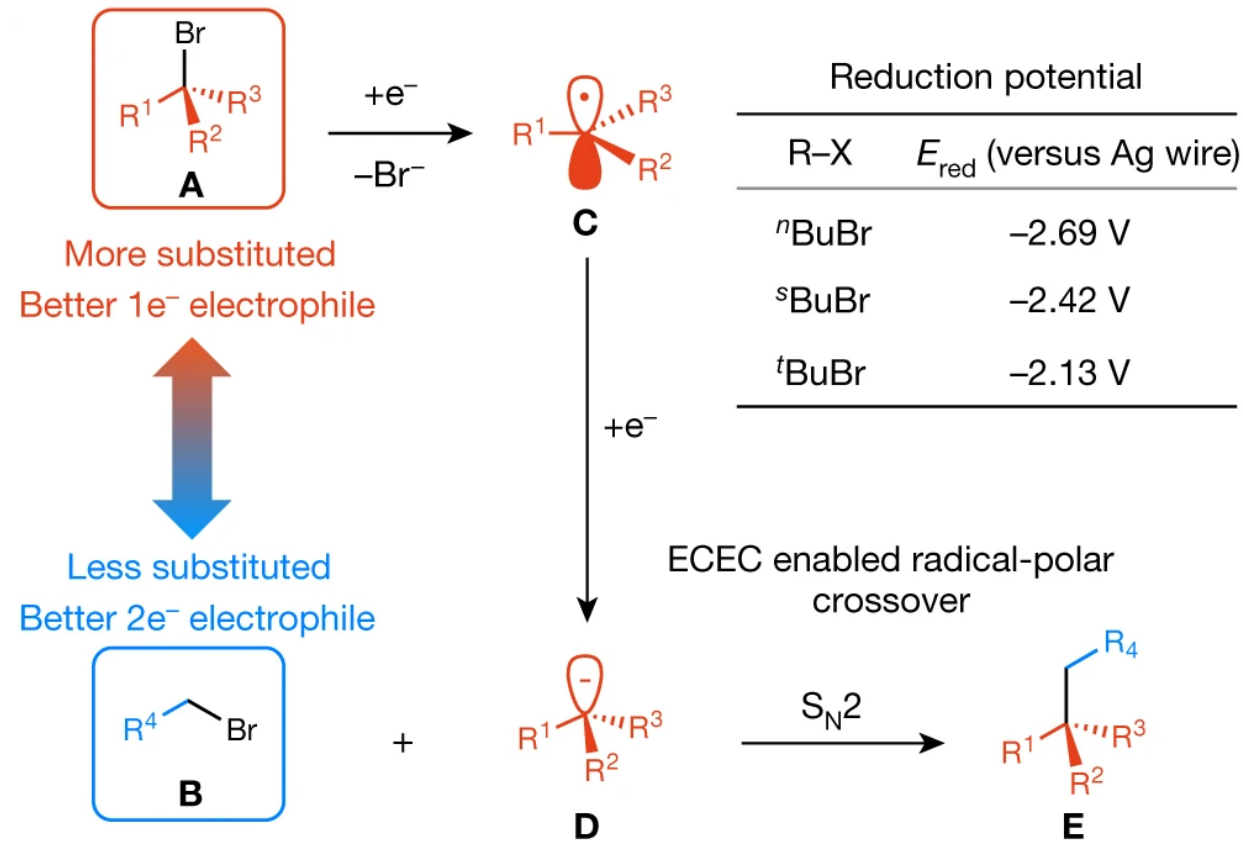 Br
R¹
R³
R²
A
+e⁻
–Br⁻
R¹
R³
R²
C
Reduction potential
R–X E_red (versus Ag wire)
ⁿBuBr –2.69 V
ˢBuBr –2.42 V
ᵗBuBr –2.13 V
More substituted
Better 1e⁻ electrophile
+e⁻
Less substituted
Better 2e⁻ electrophile
R⁴
Br
B
+
–
R¹
R³
R²
D
ECEC enabled radical-polar
crossover
S_N2
R₄
R¹
R³
R²
E